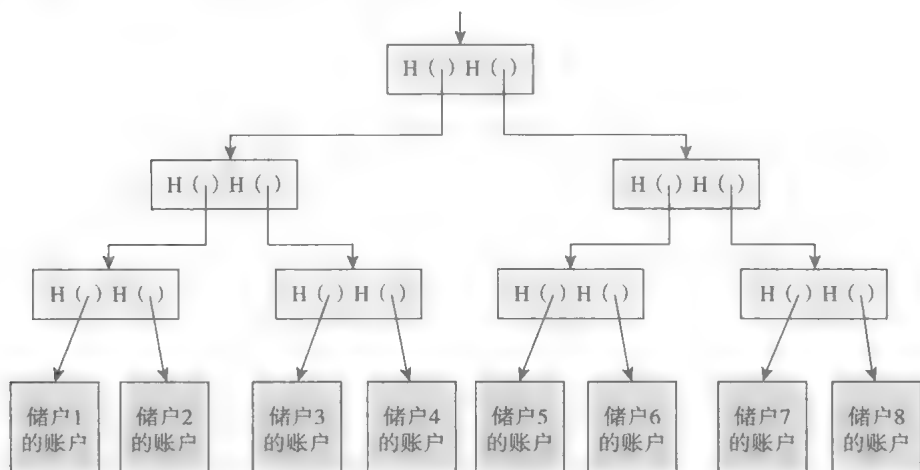 H ( ) H ( )
H ( ) H ( )
H ( ) H ( )
H ( ) H ( )
H ( ) H ( )
H ( ) H ( )
H ( ) H ( )
储户1
的账户
储户2
的账户
储户3
的账户
储户4
的账户
储户5
的账户
储户6
的账户
储户7
的账户
储户8
的账户